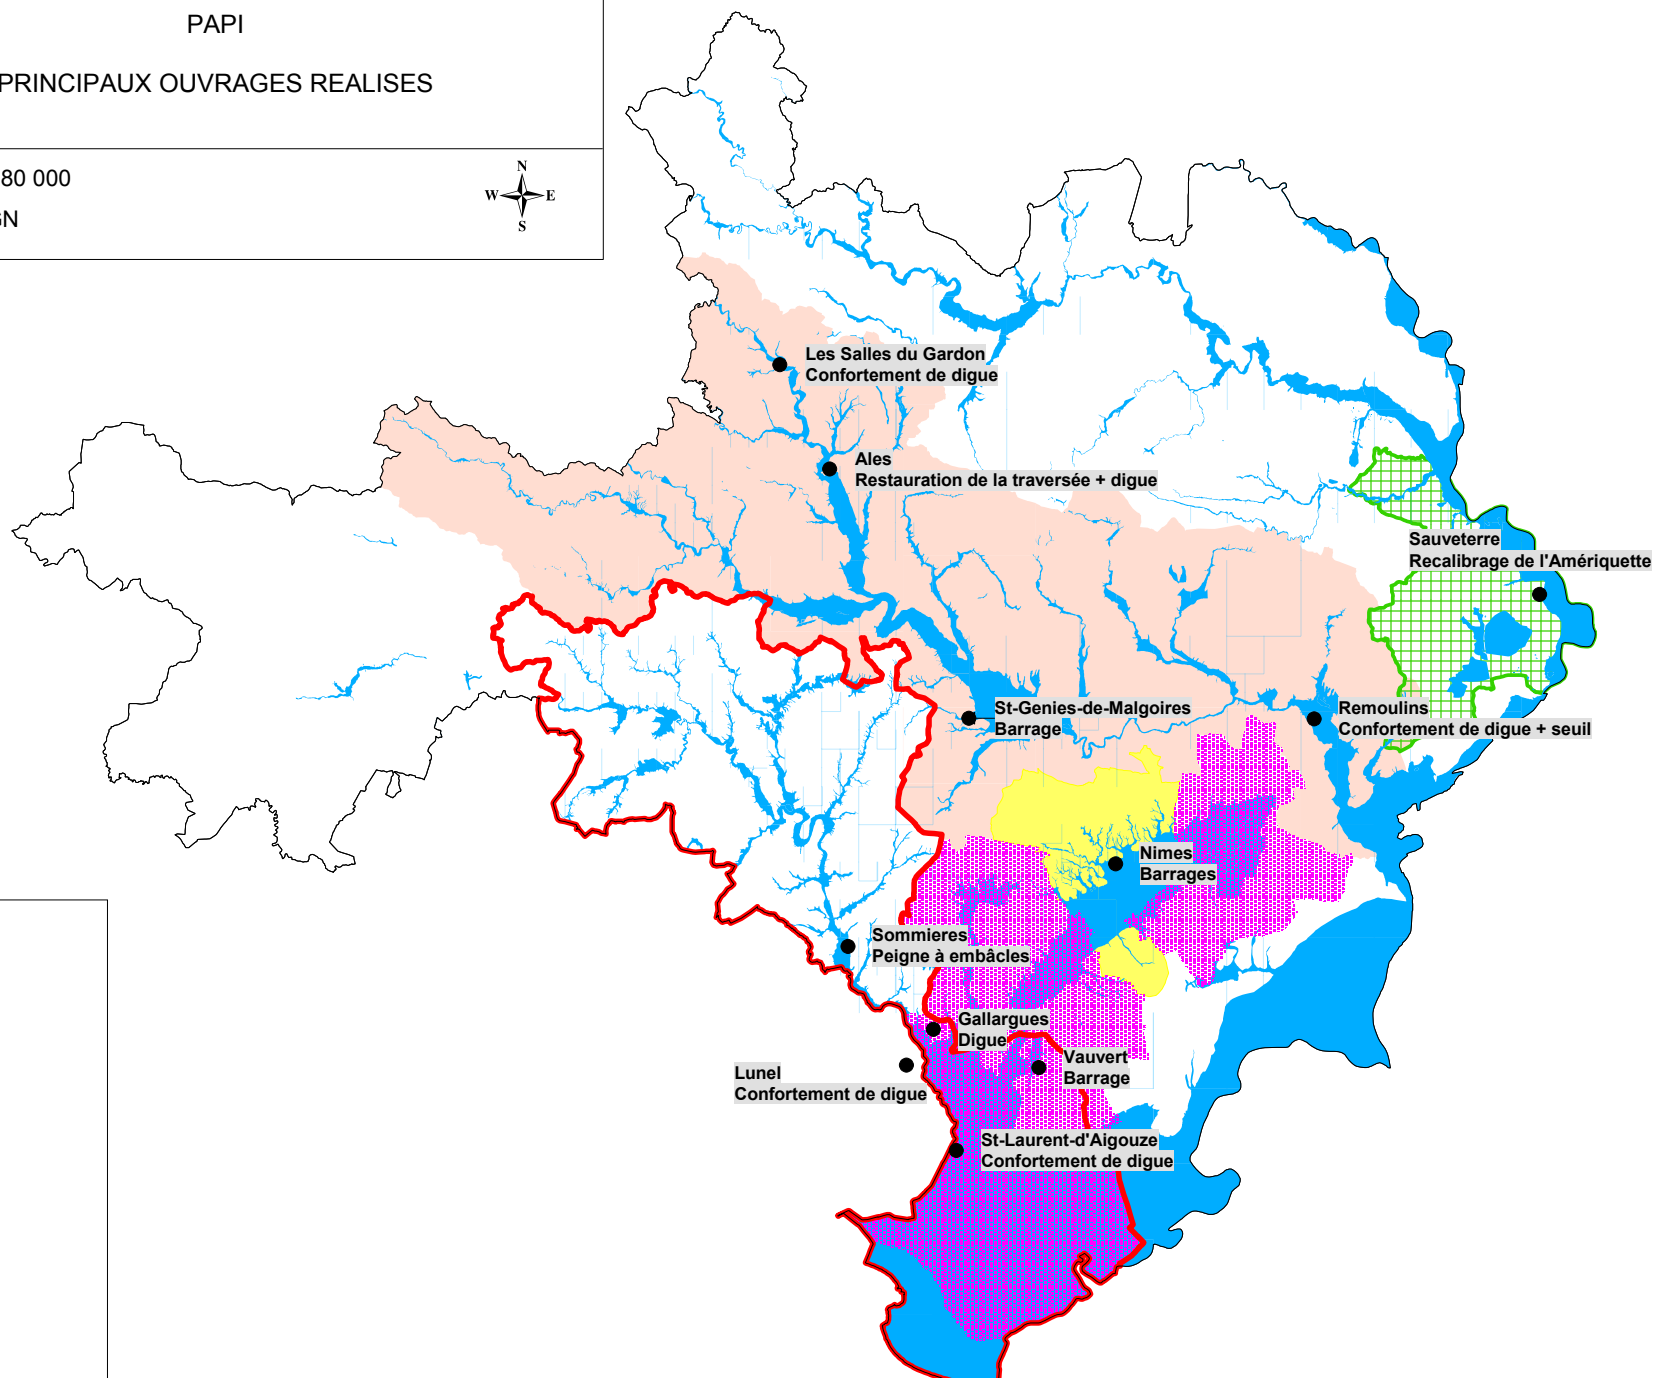 PAPI
PRINCIPAUX OUVRAGES REALISES
80 000
GN
N
W E
S
Les Salles du Gardon
Confortement de digue
Ales
Restauration de la traversée + digue
Sauveterre
Recalibrage de l'Amériquette
St-Genies-de-Malgoires
Barrage
Remoulins
Confortement de digue + seuil
Nimes
Barrages
Sommieres
Peigne à embâcles
Gallargues
Digue
Vauvert
Barrage
Lunel
Confortement de digue
St-Laurent-d'Aigouze
Confortement de digue